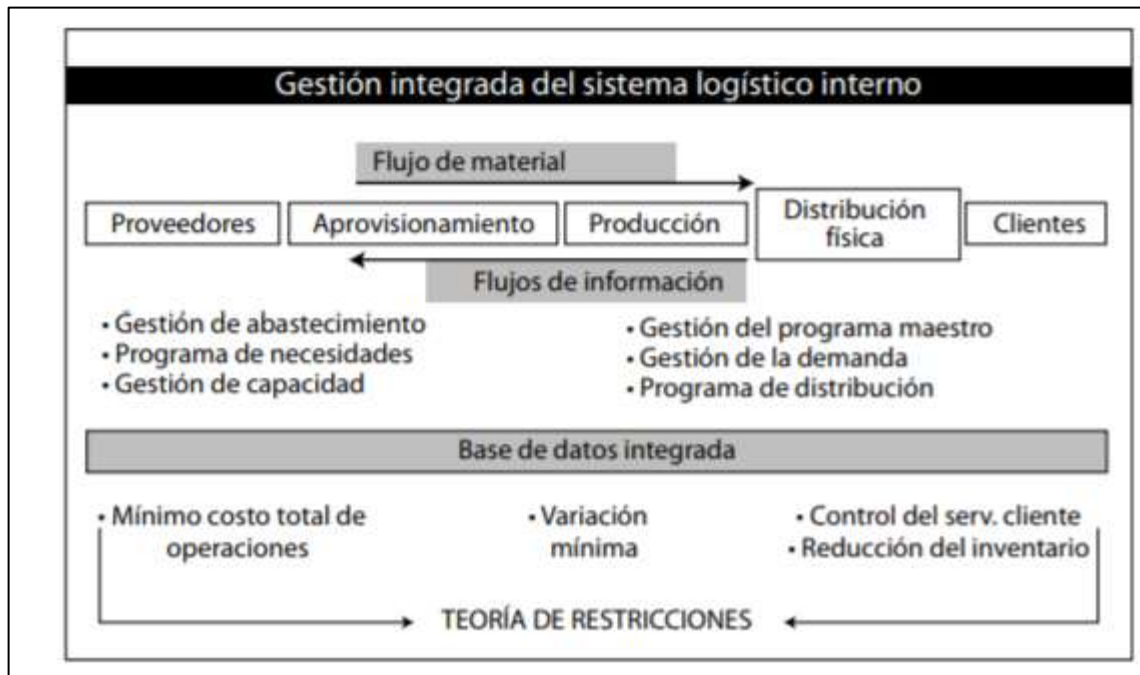 Gestión integrada del sistema logístico interno
Flujo de material
Proveedores
Aprovisionamiento
Producción
Distribución
física
Clientes
Flujos de información
• Gestión de abastecimiento
• Programa de necesidades
• Gestión de capacidad
• Gestión del programa maestro
• Gestión de la demanda
• Programa de distribución
Base de datos integrada
• Mínimo costo total de
operaciones
• Variación
mínima
• Control del serv. cliente
• Reducción del inventario
TEORÍA DE RESTRICCIONES